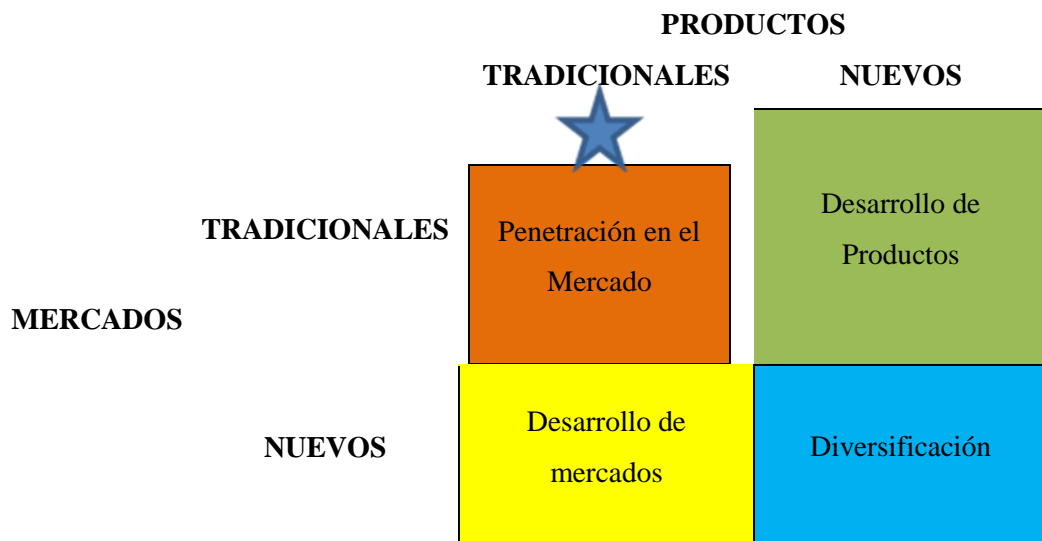 PRODUCTOS
TRADICIONALES NUEVOS
TRADICIONALES
Penetración en el
Mercado
Desarrollo de
Productos
MERCADOS
NUEVOS
Desarrollo de
mercados
Diversificación